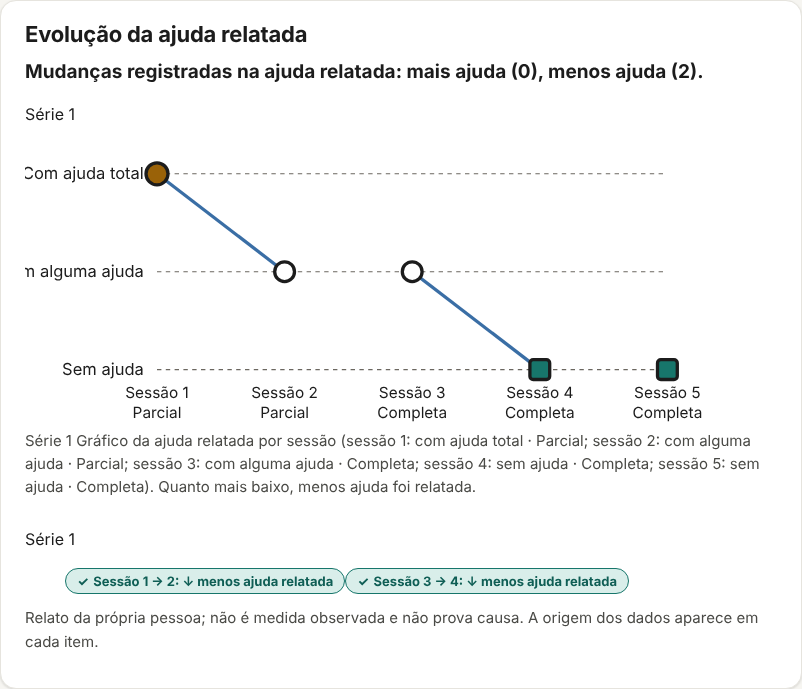 Evolução da ajuda relatada
Mudanças registradas na ajuda relatada: mais ajuda (0), menos ajuda (2).
Série 1
Com ajuda total
m alguma ajuda
Sem ajuda
Sessão 1 Sessão 2 Sessão 3 Sessão 4 Sessão 5
Parcial Parcial Completa Completa Completa
Série 1 Gráfico da ajuda relatada por sessão (sessão 1: com ajuda total · Parcial; sessão 2: com alguma
ajuda · Parcial; sessão 3: com alguma ajuda · Completa; sessão 4: sem ajuda · Completa; sessão 5: sem
ajuda · Completa). Quanto mais baixo, menos ajuda foi relatada.
Série 1
✓ Sessão 1 → 2: ↓ menos ajuda relatada ✓ Sessão 3 → 4: ↓ menos ajuda relatada
Relato da própria pessoa; não é medida observada e não prova causa. A origem dos dados aparece em
cada item.